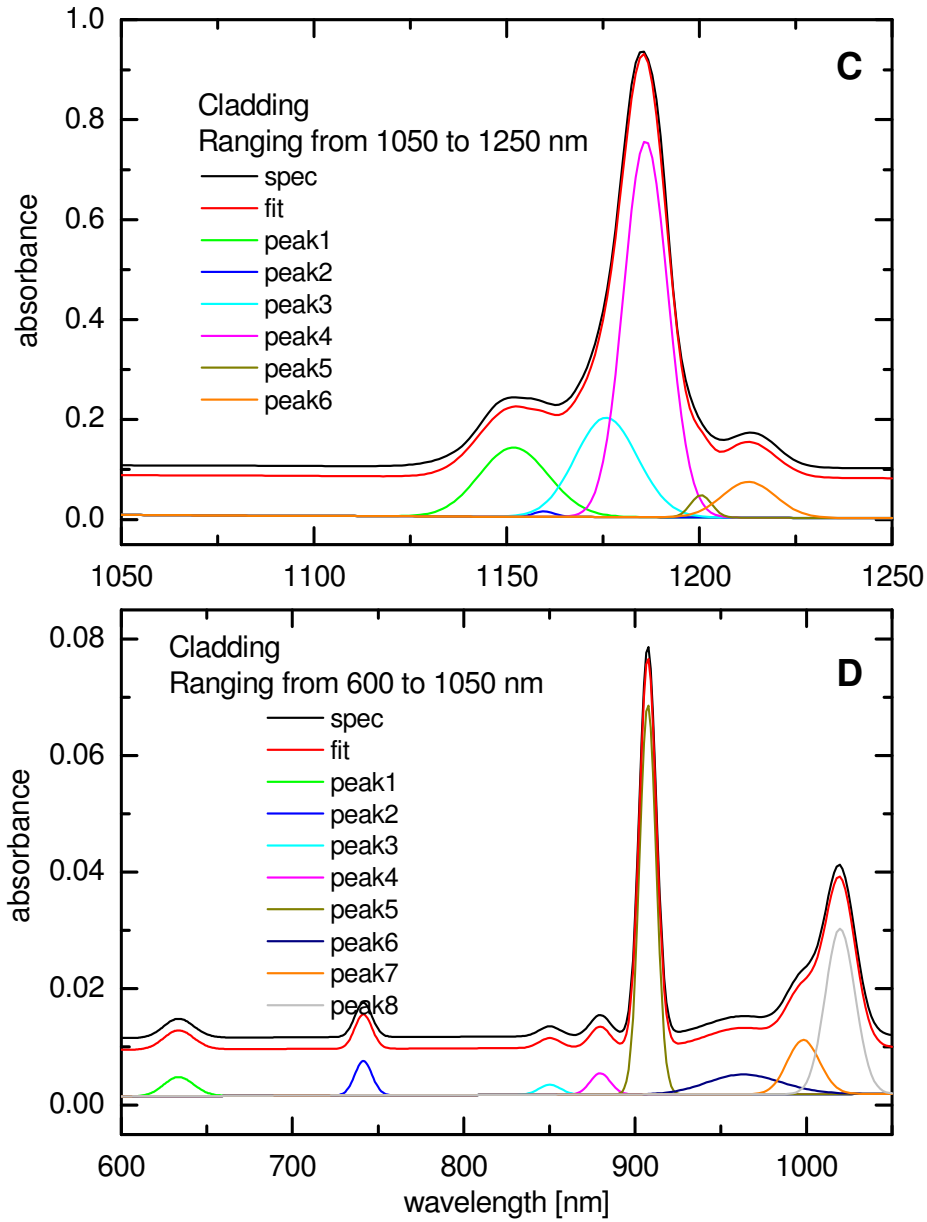 1.0
C
0.8
Cladding
Ranging from 1050 to 1250 nm
spec
fit
0.6
peak1
peak2
absorbance
peak3
0.4
peak4
peak5
peak6
0.2
0.0
1050 1100 1150 1200 1250
0.08
Cladding
D
Ranging from 600 to 1050 nm
spec
fit
0.06
peak1
peak2
absorbance
peak3
0.04
peak4
peak5
peak6
peak7
0.02
peak8
0.00
600 700 800 900 1000
wavelength [nm]